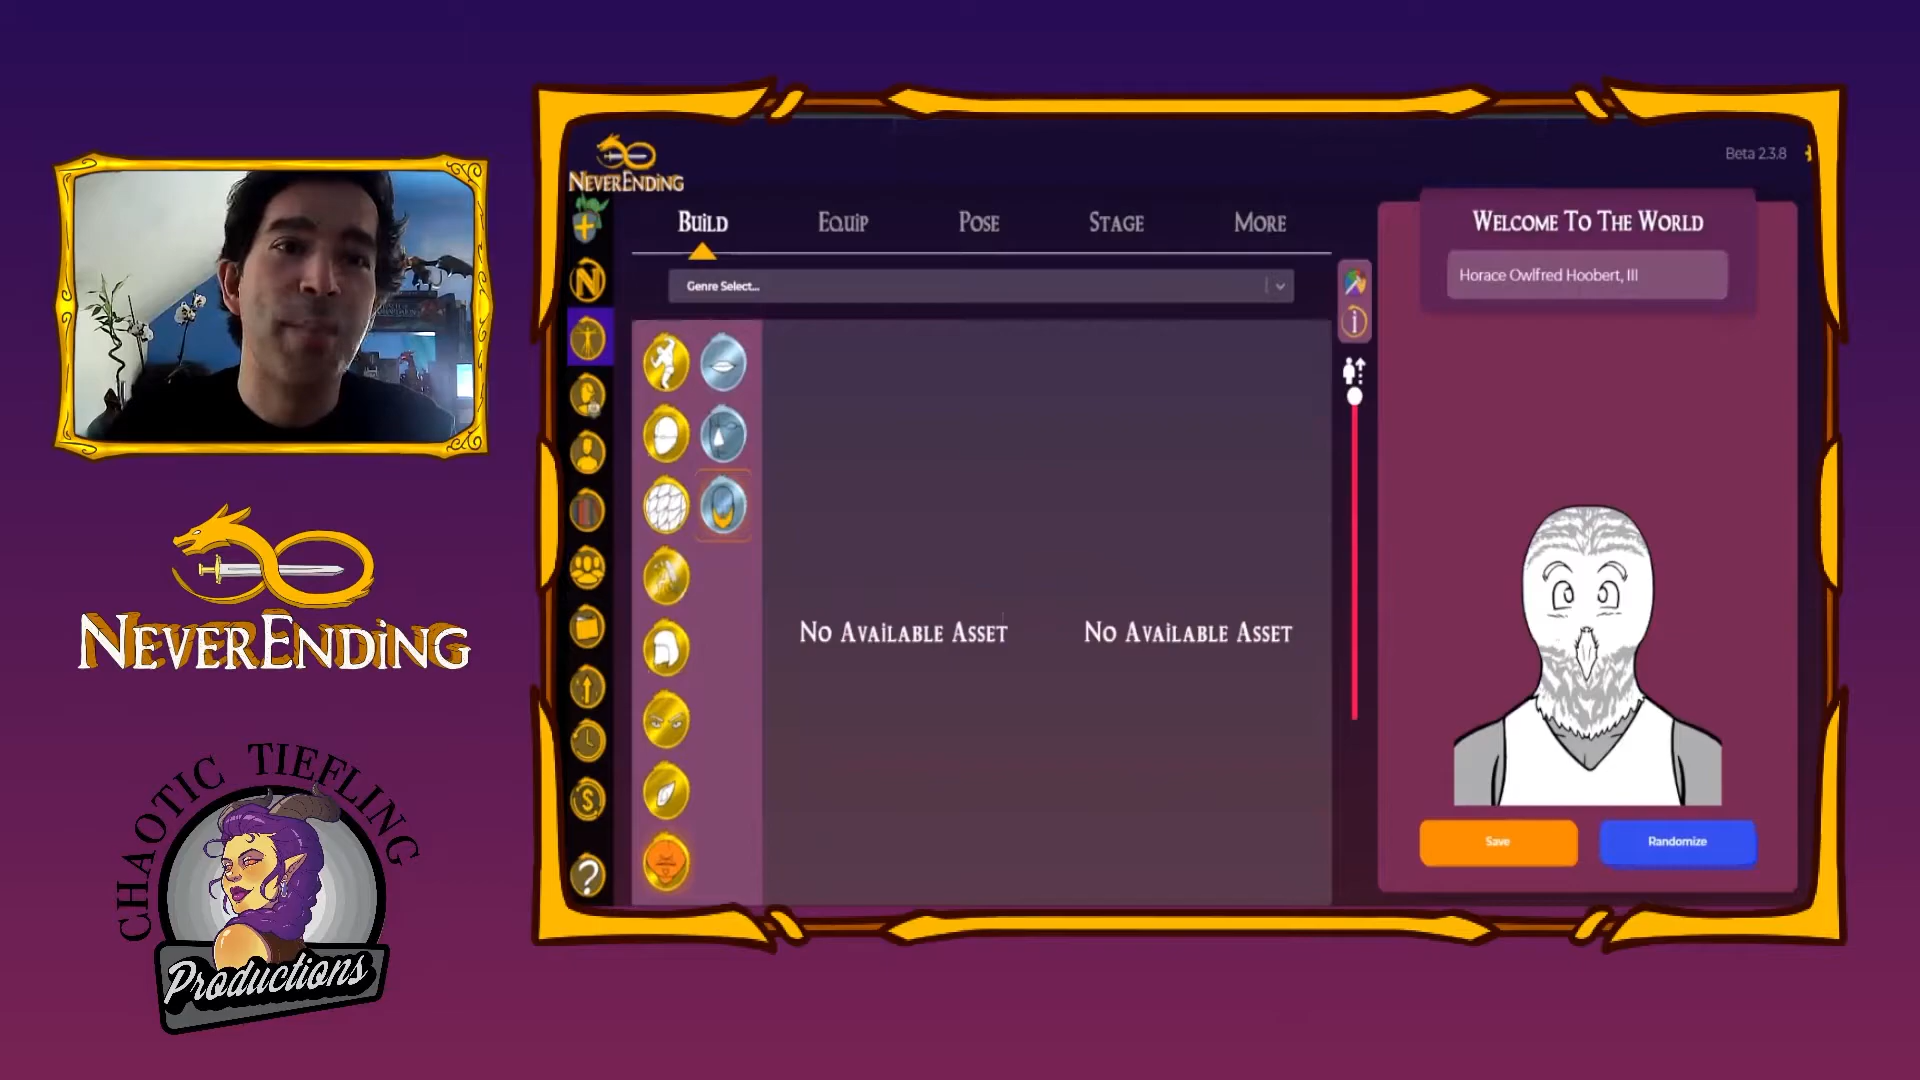 NEVERENDING
Beta 2.3.8
BUILD
EQUIP
POSE
STAGE
MORE
Genre Select...
WELCOME TO THE WORLD
Horace Owlfred Hoobert, III
NO AVAILABLE ASSET
NO AVAILABLE ASSET
Save
Randomize
NEVERENDING
CHAOTIC TIEFLING
Productions